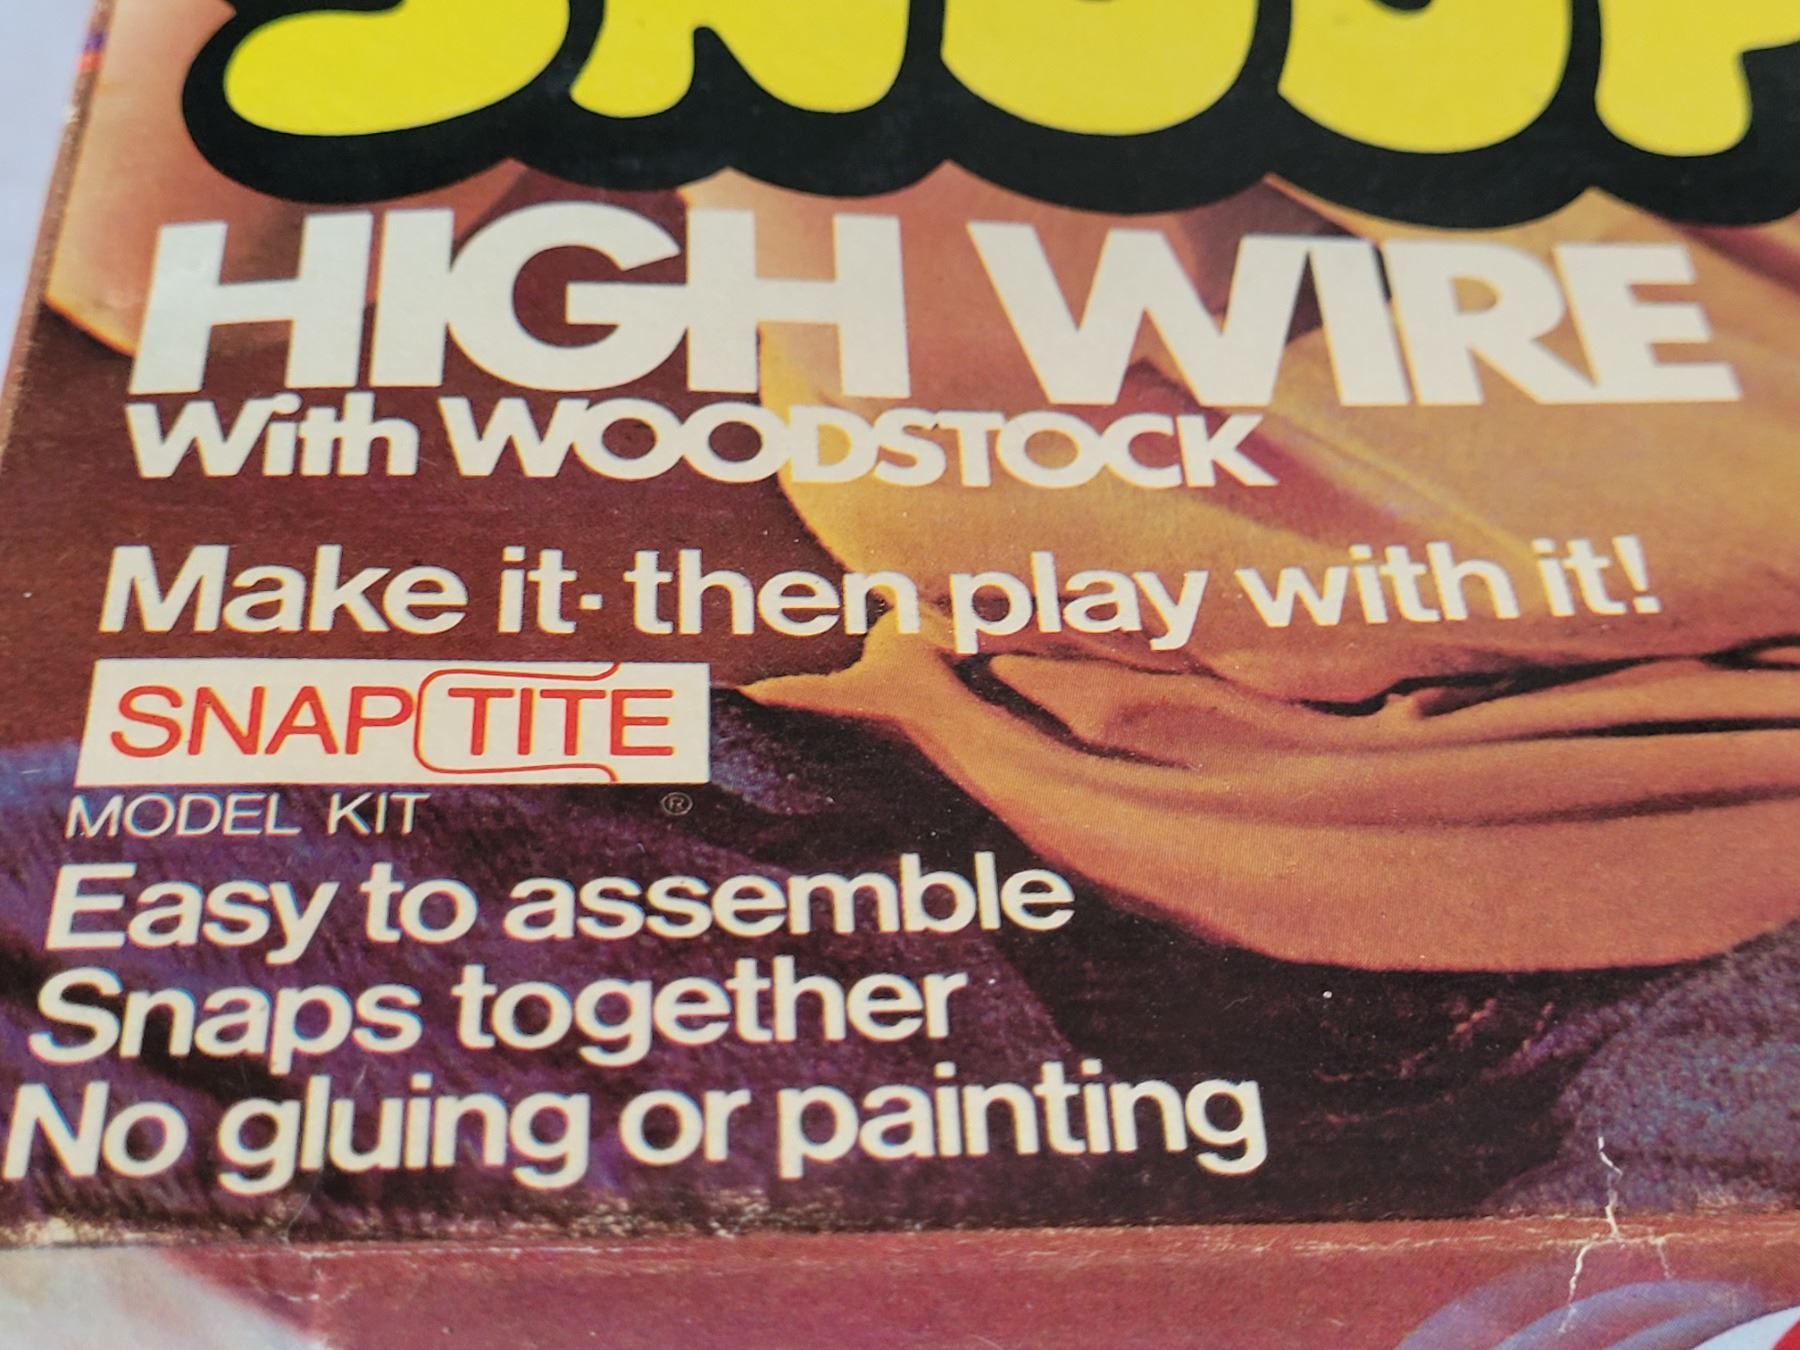 SNOOP
HIGH WIRE
With WOODSTOCK
Make it- then play with it!
SNAP TITE
MODEL KIT ®
Easy to assemble
Snaps together
No gluing or painting